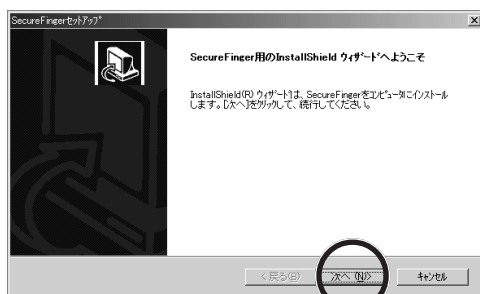 SecureFingerｾｯﾄｱｯﾌﾟ
SecureFinger用のInstallShield ｳｨｻﾞｰﾄﾞへようこそ
InstallShield(R) ｳｨｻﾞｰﾄﾞは、SecureFingerをｺﾝﾋﾟｭｰﾀにｲﾝｽﾄｰﾙ
します。[次へ]をｸﾘｯｸして、続行してください。
< 戻る(B)
次へ (N)>
ｷｬﾝｾﾙ